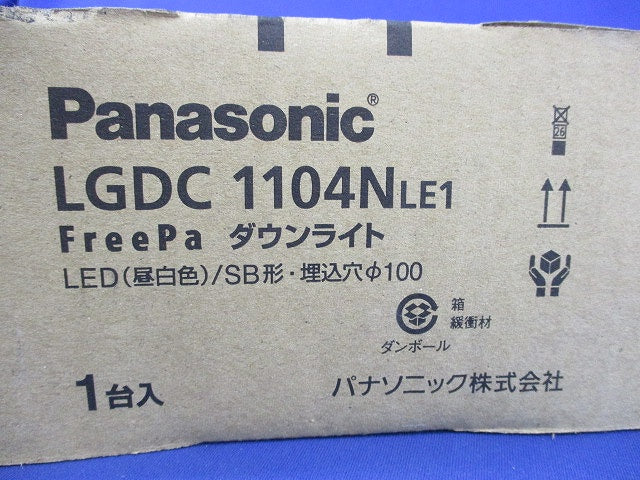 Panasonic®
LGDC 1104NLE1
FreePa ダウンライト
LED(昼白色)/SB形・埋込穴φ100
26
箱
緩衝材
ダンボール
1台入
パナソニック株式会社